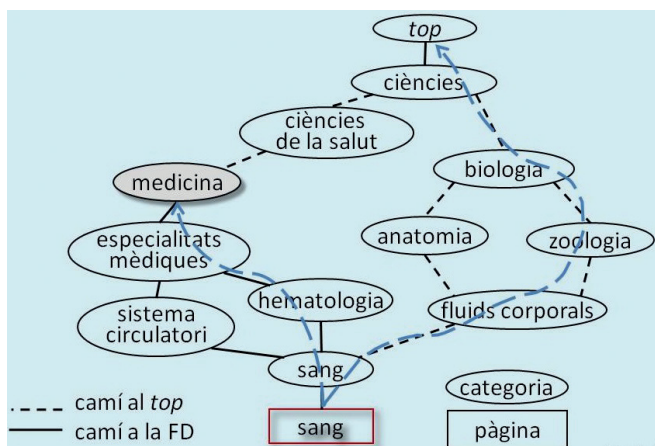 top
ciències
ciències
de la salut
biologia
medicina
especialitats
mèdiques
anatomia
zoologia
hematologia
sistema
circulatori
fluids corporals
sang
categoria
camí al top
camí a la FD
sang
pàgina